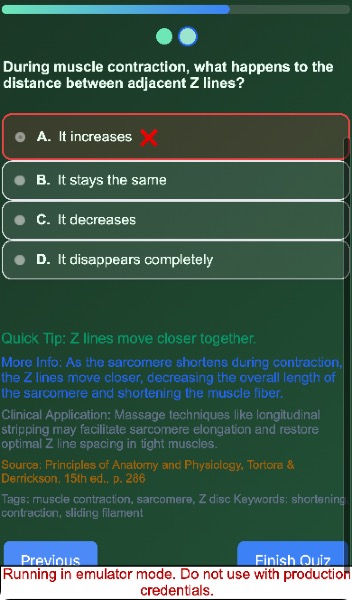 During muscle contraction, what happens to the
distance between adjacent Z lines?
A. It increases ❌
B. It stays the same
C. It decreases
D. It disappears completely
Quick Tip: Z lines move closer together.
More Info: As the sarcomere shortens during contraction,
the Z lines move closer, decreasing the overall length of
the sarcomere and shortening the muscle fiber.
Clinical Application: Massage techniques like longitudinal
stripping may facilitate sarcomere elongation and restore
optimal Z line spacing in tight muscles.
Source: Principles of Anatomy and Physiology, Tortora &
Derrickson, 15th ed., p. 286
Tags: muscle contraction, sarcomere, Z disc Keywords: shortening
contraction, sliding filament
Previous Finish Quiz
Running in emulator mode. Do not use with production
credentials.